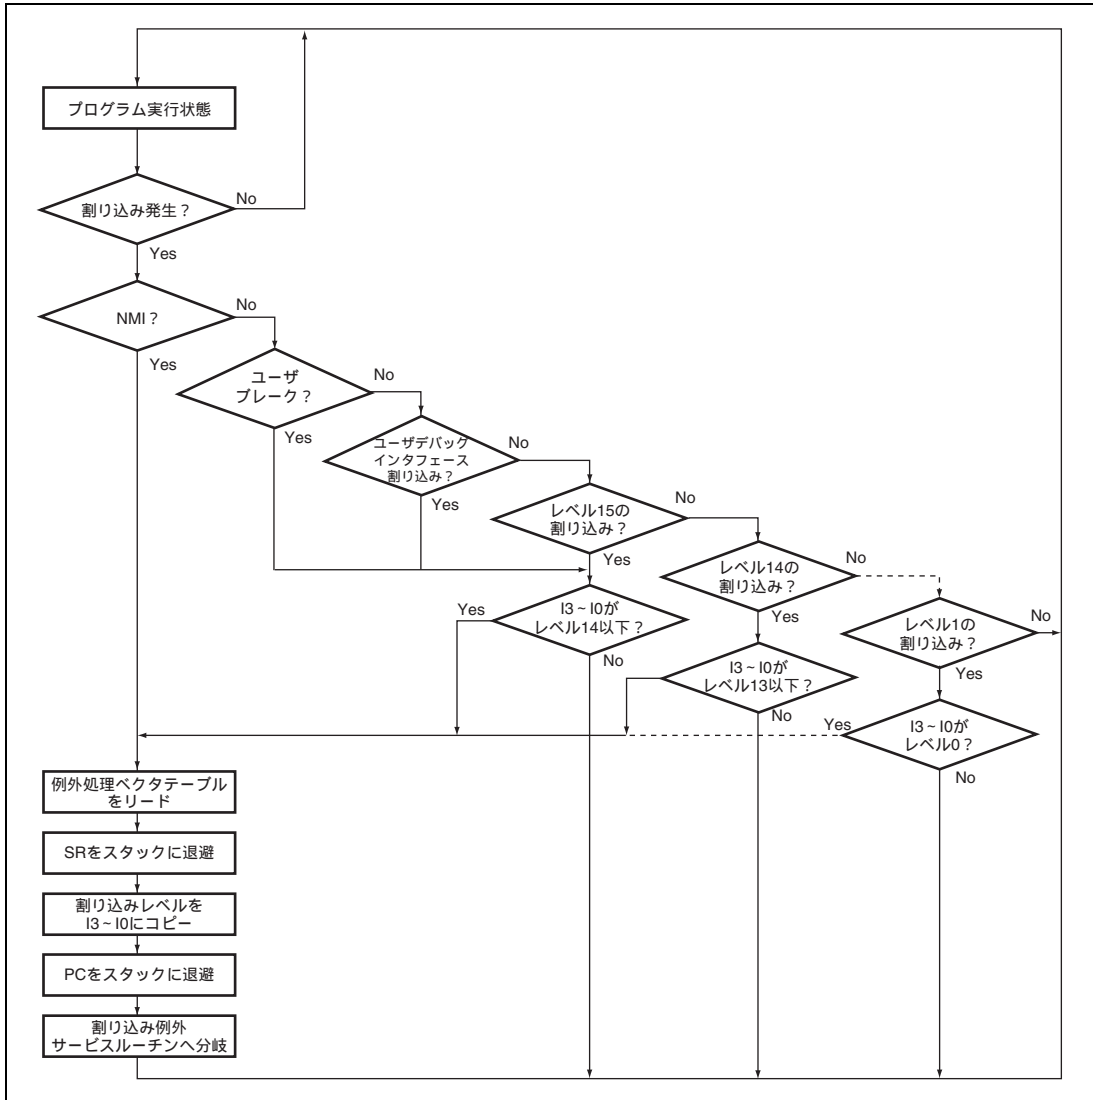 プログラム実行状態
割り込み発生？
No
Yes
NMI？
No
Yes
ユーザ
ブレーク？
No
Yes
ユーザデバッグ
インタフェース
割り込み？
No
Yes
レベル15の
割り込み？
No
Yes
レベル14の
割り込み？
No
Yes
I3～I0が
レベル14以下？
Yes
No
レベル1の
割り込み？
No
Yes
I3～I0が
レベル13以下？
No
Yes
I3～I0が
レベル0？
No
例外処理ベクタテーブル
をリード
SRをスタックに退避
割り込みレベルを
I3～I0にコピー
PCをスタックに退避
割り込み例外
サービスルーチンへ分岐